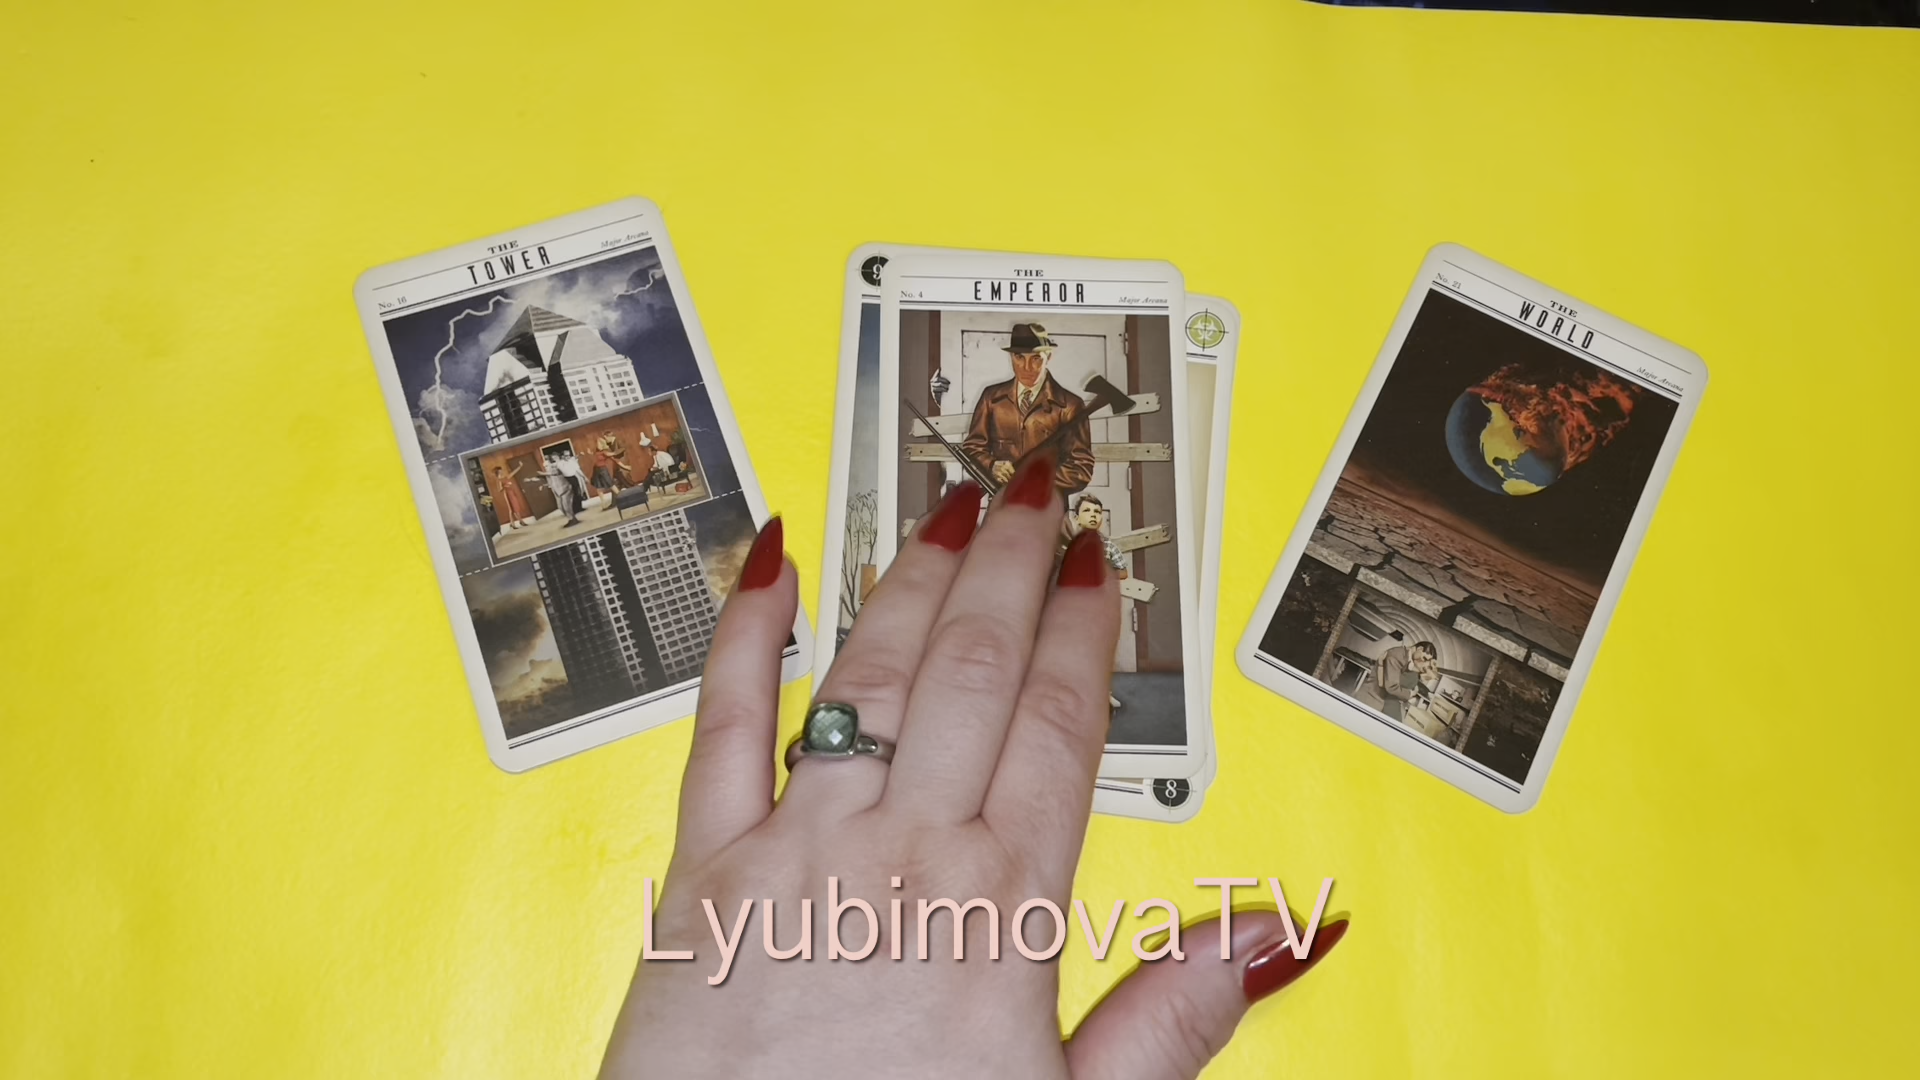 THE
TOWER
No. 16
Major Arcana
9
THE
EMPEROR
No. 4
Major Arcana
8
THE
WORLD
No. 21
Major Arcana
LyubimovaTV